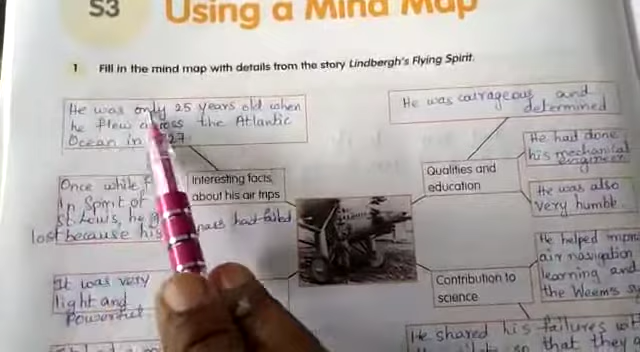 S3 Using a Mind Map
1 Fill in the mind map with details from the story Lindbergh's Flying Spirit.
He was only 25 years old when
he flew across the Atlantic
Ocean in 27.
He was courageous and
determined
He had done
his mechanical
engineer
Qualities and
education
He was also
very humble.
Once while
in Spirit of
St Louis, he
lost because his had failed
Interesting facts,
about his air trips
It was very
light and
Powerful
He helped
air navigation
learning and
the Weems
Contribution to
science
He shared his failures
that they